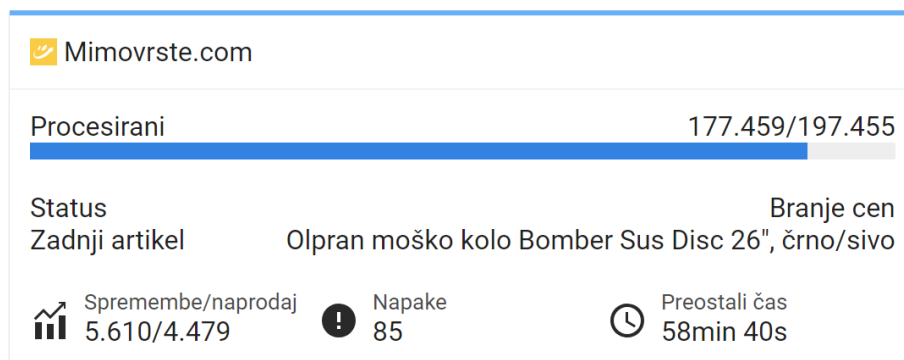 Mimovrste.com
Procesirani 177.459/197.455
Status Branje cen
Zadnji artikel Olpran moško kolo Bomber Sus Disc 26", črno/sivo
Spremembe/naprodaj Napake Preostali čas
5.610/4.479 85 58min 40s